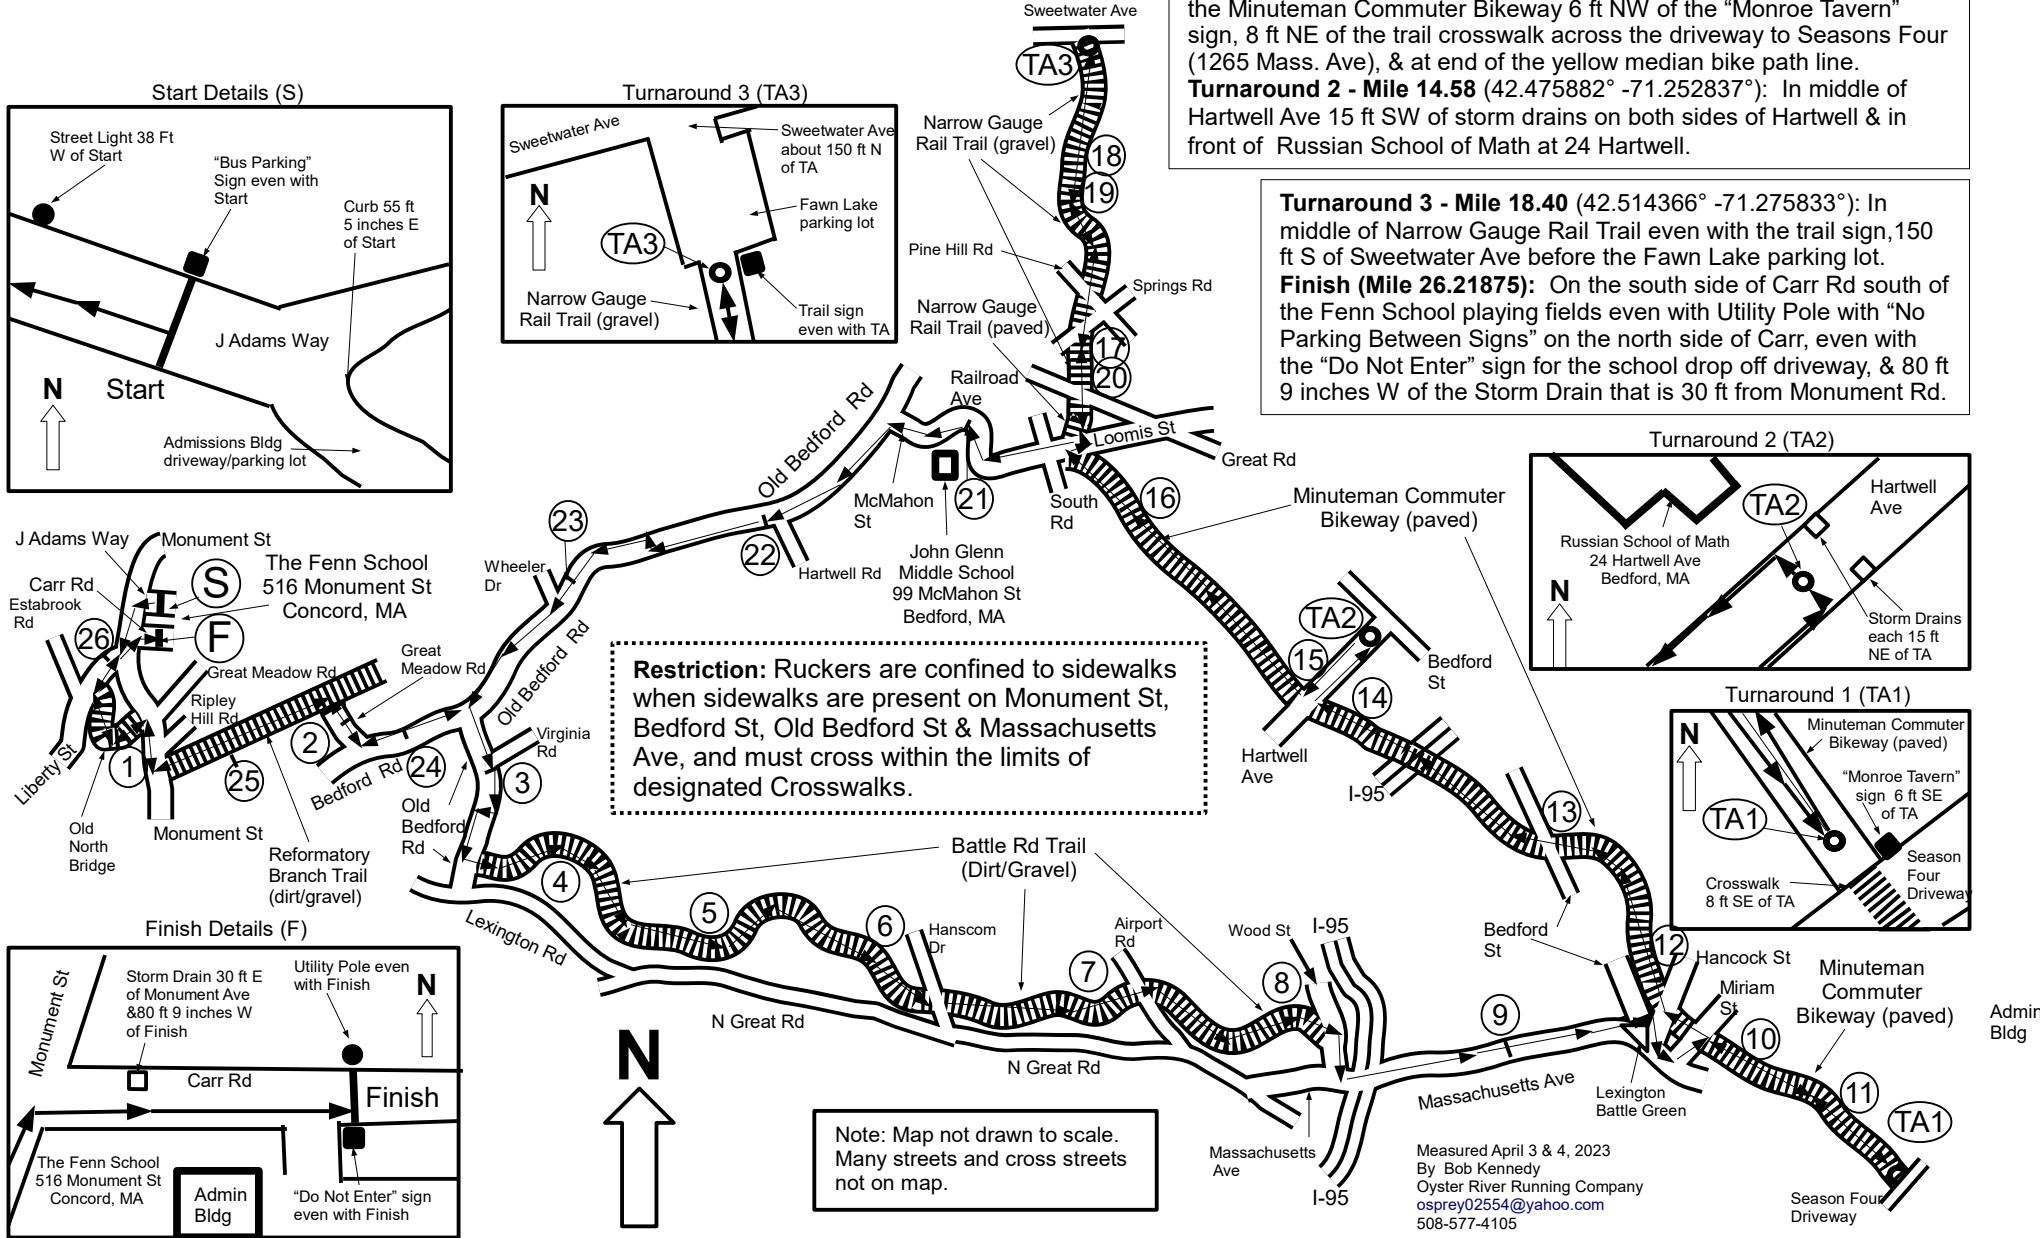 the Minuteman Commuter Bikeway 6 ft NW of the “Monroe Tavern”
sign, 8 ft NE of the trail crosswalk across the driveway to Seasons Four
(1265 Mass. Ave), & at end of the yellow median bike path line.
Turnaround 2 - Mile 14.58 (42.475882° -71.252837°): In middle of
Hartwell Ave 15 ft SW of storm drains on both sides of Hartwell & in
front of Russian School of Math at 24 Hartwell.
Turnaround 3 - Mile 18.40 (42.514366° -71.275833°): In
middle of Narrow Gauge Rail Trail even with the trail sign,150
ft S of Sweetwater Ave before the Fawn Lake parking lot.
Finish (Mile 26.21875): On the south side of Carr Rd south of
the Fenn School playing fields even with Utility Pole with “No
Parking Between Signs” on the north side of Carr, even with
the “Do Not Enter” sign for the school drop off driveway, & 80 ft
9 inches W of the Storm Drain that is 30 ft from Monument Rd.
Start Details (S)
Street Light 38 Ft
W of Start
“Bus Parking”
Sign even with
Start
Curb 55 ft
5 inches E
of Start
J Adams Way
N
Start
Admissions Bldg
driveway/parking lot
Turnaround 3 (TA3)
Sweetwater Ave
Sweetwater Ave
about 150 ft N
of TA
N
Fawn Lake
parking lot
TA3
Narrow Gauge
Rail Trail (gravel)
Trail sign
even with TA
Sweetwater Ave
TA3
Narrow Gauge
Rail Trail (gravel)
18
19
Pine Hill Rd
Springs Rd
Narrow Gauge
Rail Trail (paved)
17
20
Railroad
Ave
Loomis St
Great Rd
Old Bedford Rd
McMahon
St
21
South
Rd
16
Minuteman Commuter
Bikeway (paved)
Turnaround 2 (TA2)
TA2
Hartwell
Ave
Russian School of Math
24 Hartwell Ave
Bedford, MA
N
Storm Drains
each 15 ft
NE of TA
23
22
Hartwell Rd
Wheeler
Dr
John Glenn
Middle School
99 McMahon St
Bedford, MA
J Adams Way
Monument St
The Fenn School
516 Monument St
Concord, MA
Carr Rd
S
Estabrook
Rd
F
26
Great Meadow Rd
Great
Meadow Rd
Ripley
Hill Rd
Old Bedford Rd
Virginia
Rd
2
1
25
24
3
Liberty St
Bedford Rd
Old
Bedford
Rd
Old
North
Bridge
Monument St
Reformatory
Branch Trail
(dirt/gravel)
Restriction: Ruckers are confined to sidewalks
when sidewalks are present on Monument St,
Bedford St, Old Bedford St & Massachusetts
Ave, and must cross within the limits of
designated Crosswalks.
TA2
15
Bedford
St
14
Hartwell
Ave
I-95
13
Turnaround 1 (TA1)
N
Minuteman Commuter
Bikeway (paved)
“Monroe Tavern”
sign 6 ft SE
of TA
TA1
Season
Four
Driveway
Crosswalk
8 ft SE of TA
Battle Rd Trail
(Dirt/Gravel)
4
5
6
Hanscom
Dr
7
Airport
Rd
Wood St
I-95
8
Lexington Rd
N Great Rd
N Great Rd
9
Massachusetts Ave
Bedford
St
12
Hancock St
Miriam
St
Minuteman
Commuter
Bikeway (paved)
10
11
TA1
Lexington
Battle Green
Season Four
Driveway
Massachusetts
Ave
I-95
Admin
Bldg
Finish Details (F)
Monument St
Storm Drain 30 ft E
of Monument Ave
&80 ft 9 inches W
of Finish
Utility Pole even
with Finish
N
Carr Rd
Finish
The Fenn School
516 Monument St
Concord, MA
Admin
Bldg
“Do Not Enter” sign
even with Finish
N
Note: Map not drawn to scale.
Many streets and cross streets
not on map.
Measured April 3 & 4, 2023
By Bob Kennedy
Oyster River Running Company
osprey02554@yahoo.com
508-577-4105